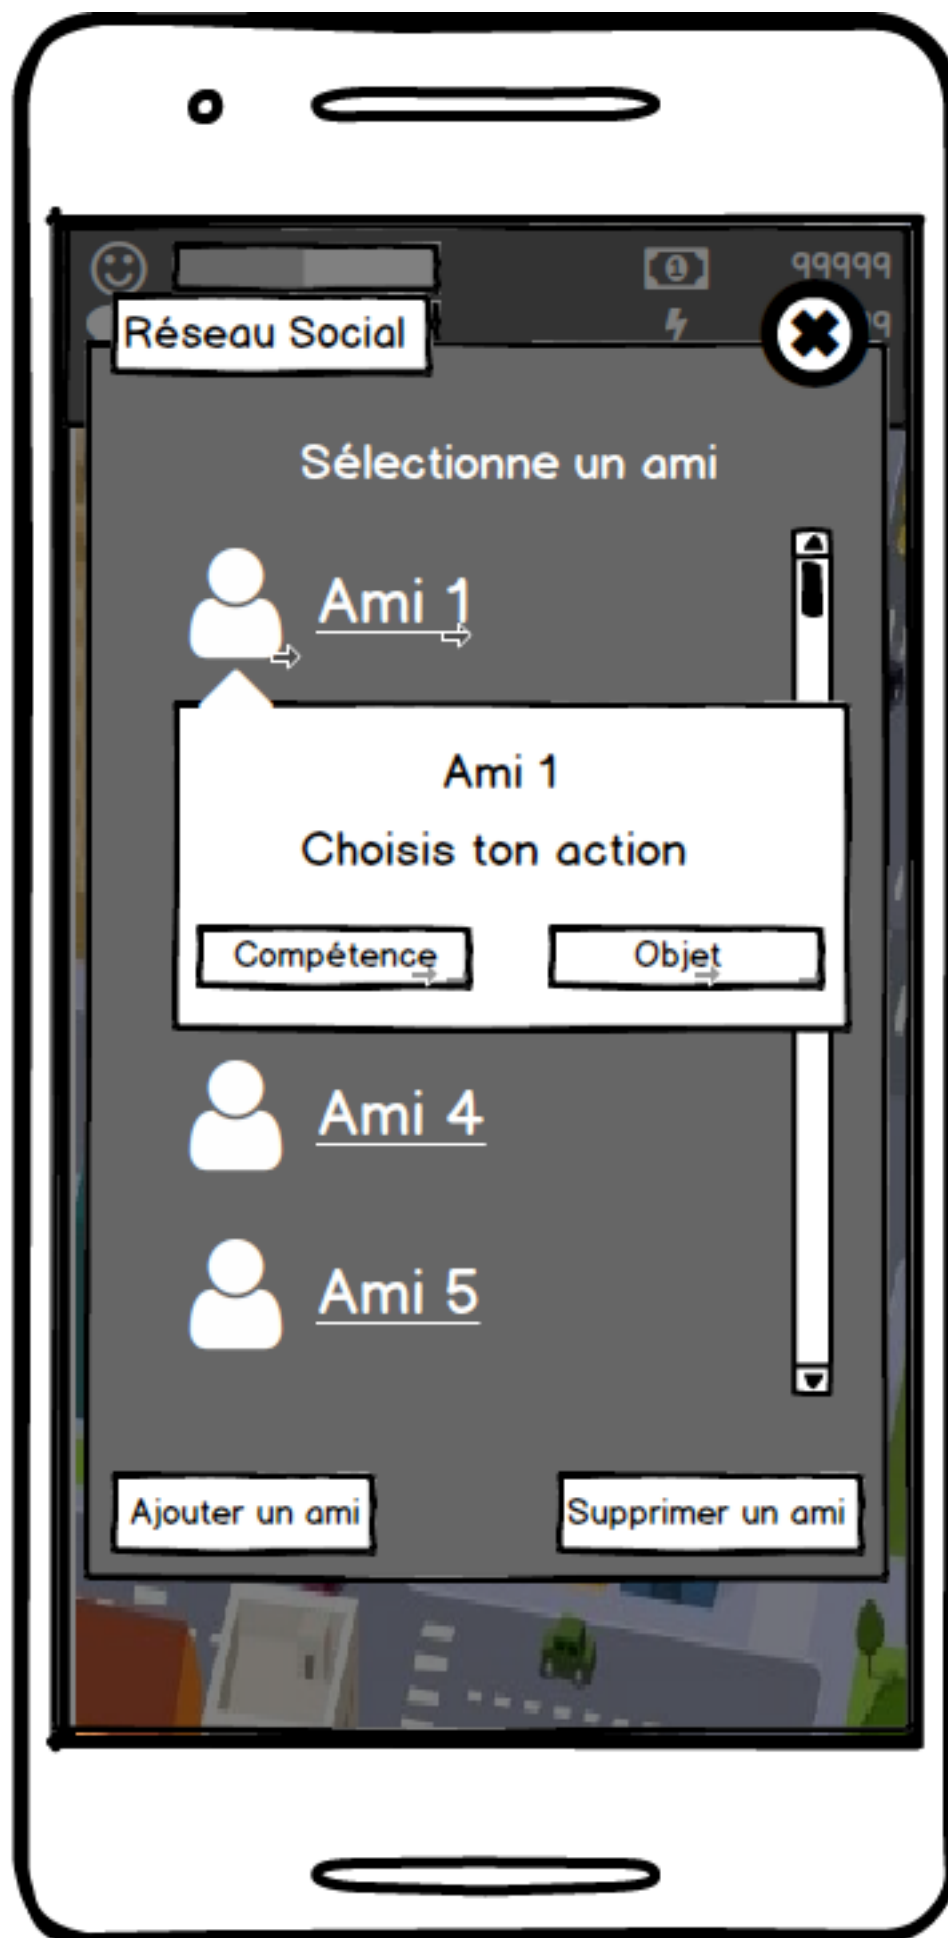 99999
Réseau Social
Sélectionne un ami
Ami 1
Ami 1
Choisis ton action
Compétence
Objet
Ami 4
Ami 5
Ajouter un ami
Supprimer un ami